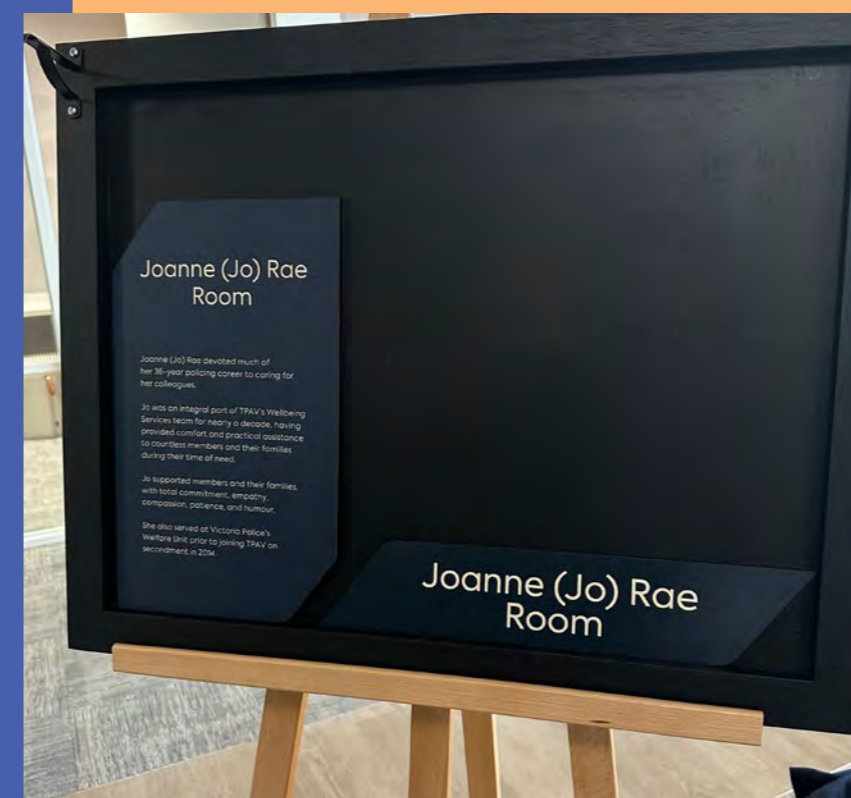 Joanne (Jo) Rae
Room
Joanne (Jo) Rae devoted much of
her 36-year policing career to caring for
her colleagues.
Jo was an integral part of TPAV's Wellbeing
Services team for nearly a decade, having
provided comfort and practical assistance
to countless members and their families
during their time of need.
Jo supported members and their families,
with total commitment, empathy,
compassion, patience, and humour.
She also served at Victoria Police's
Welfare Unit prior to joining TPAV on
secondment in 2014.
Joanne (Jo) Rae
Room